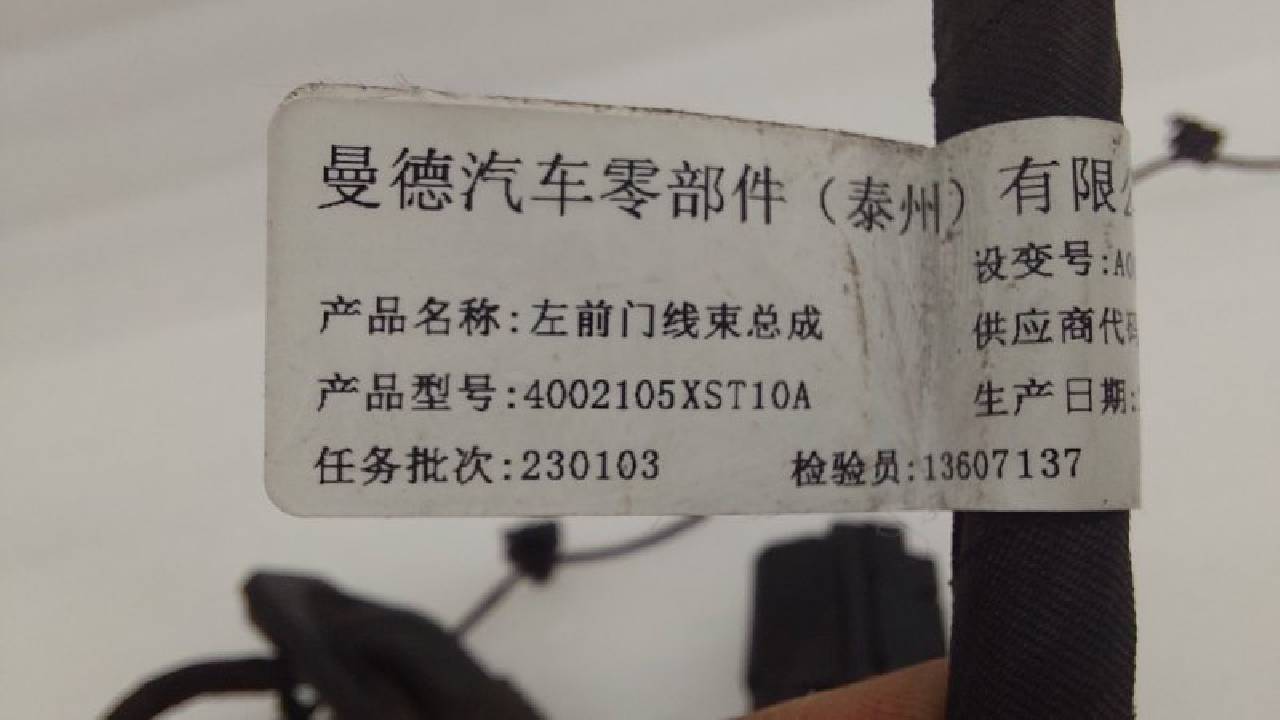 曼德汽车零部件（泰州）有限
设变号:A0
产品名称:左前门线束总成
供应商代码
产品型号:4002105XST10A
生产日期:
任务批次:230103
检验员:13607137